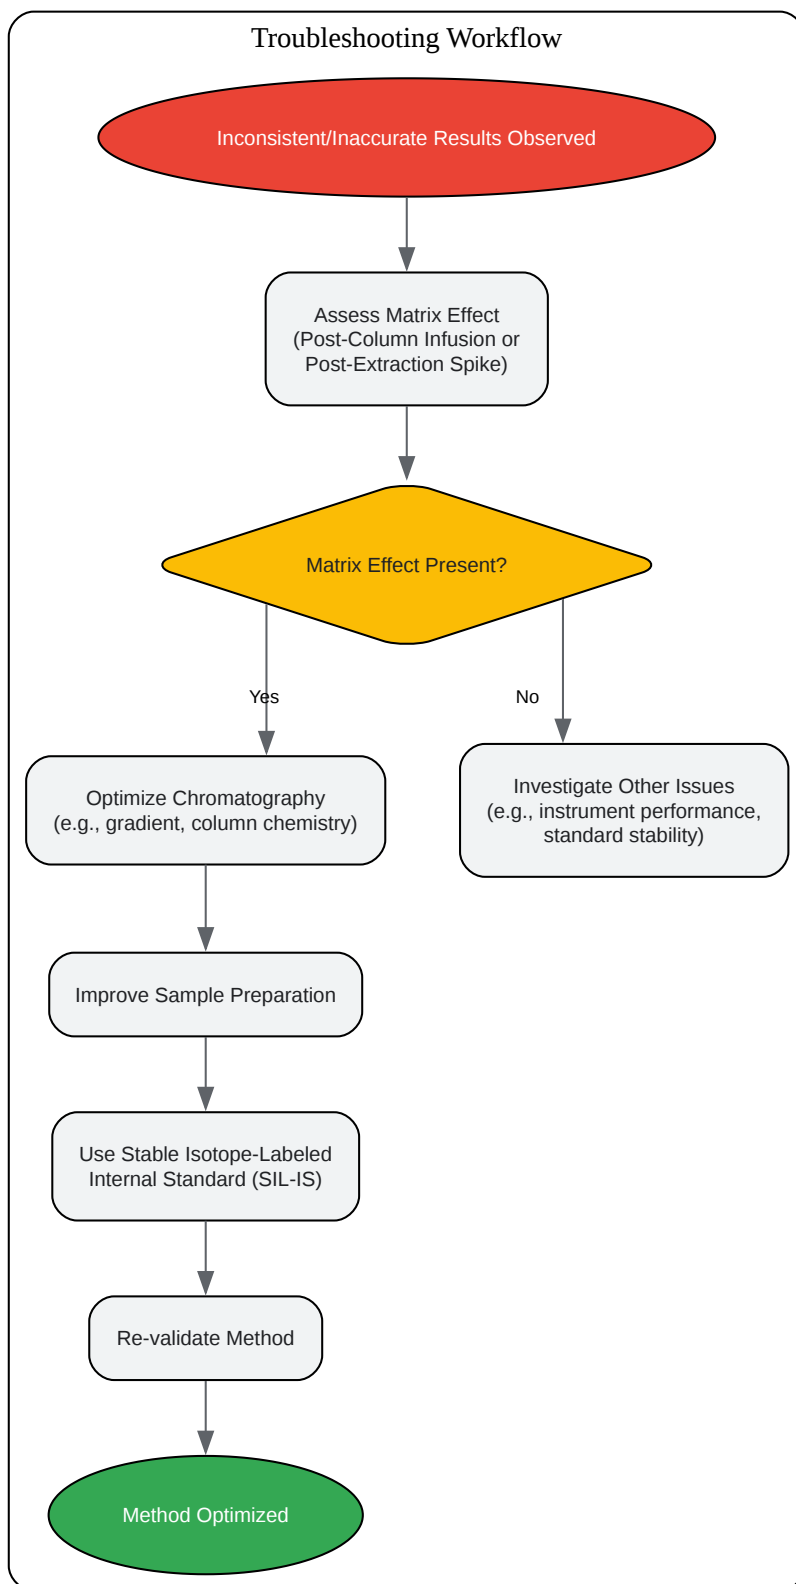 Troubleshooting Workflow
Inconsistent/Inaccurate Results Observed
Assess Matrix Effect
(Post-Column Infusion or
Post-Extraction Spike)
Matrix Effect Present?
Yes
No
Optimize Chromatography
(e.g., gradient, column chemistry)
Investigate Other Issues
(e.g., instrument performance,
standard stability)
Improve Sample Preparation
Use Stable Isotope-Labeled
Internal Standard (SIL-IS)
Re-validate Method
Method Optimized